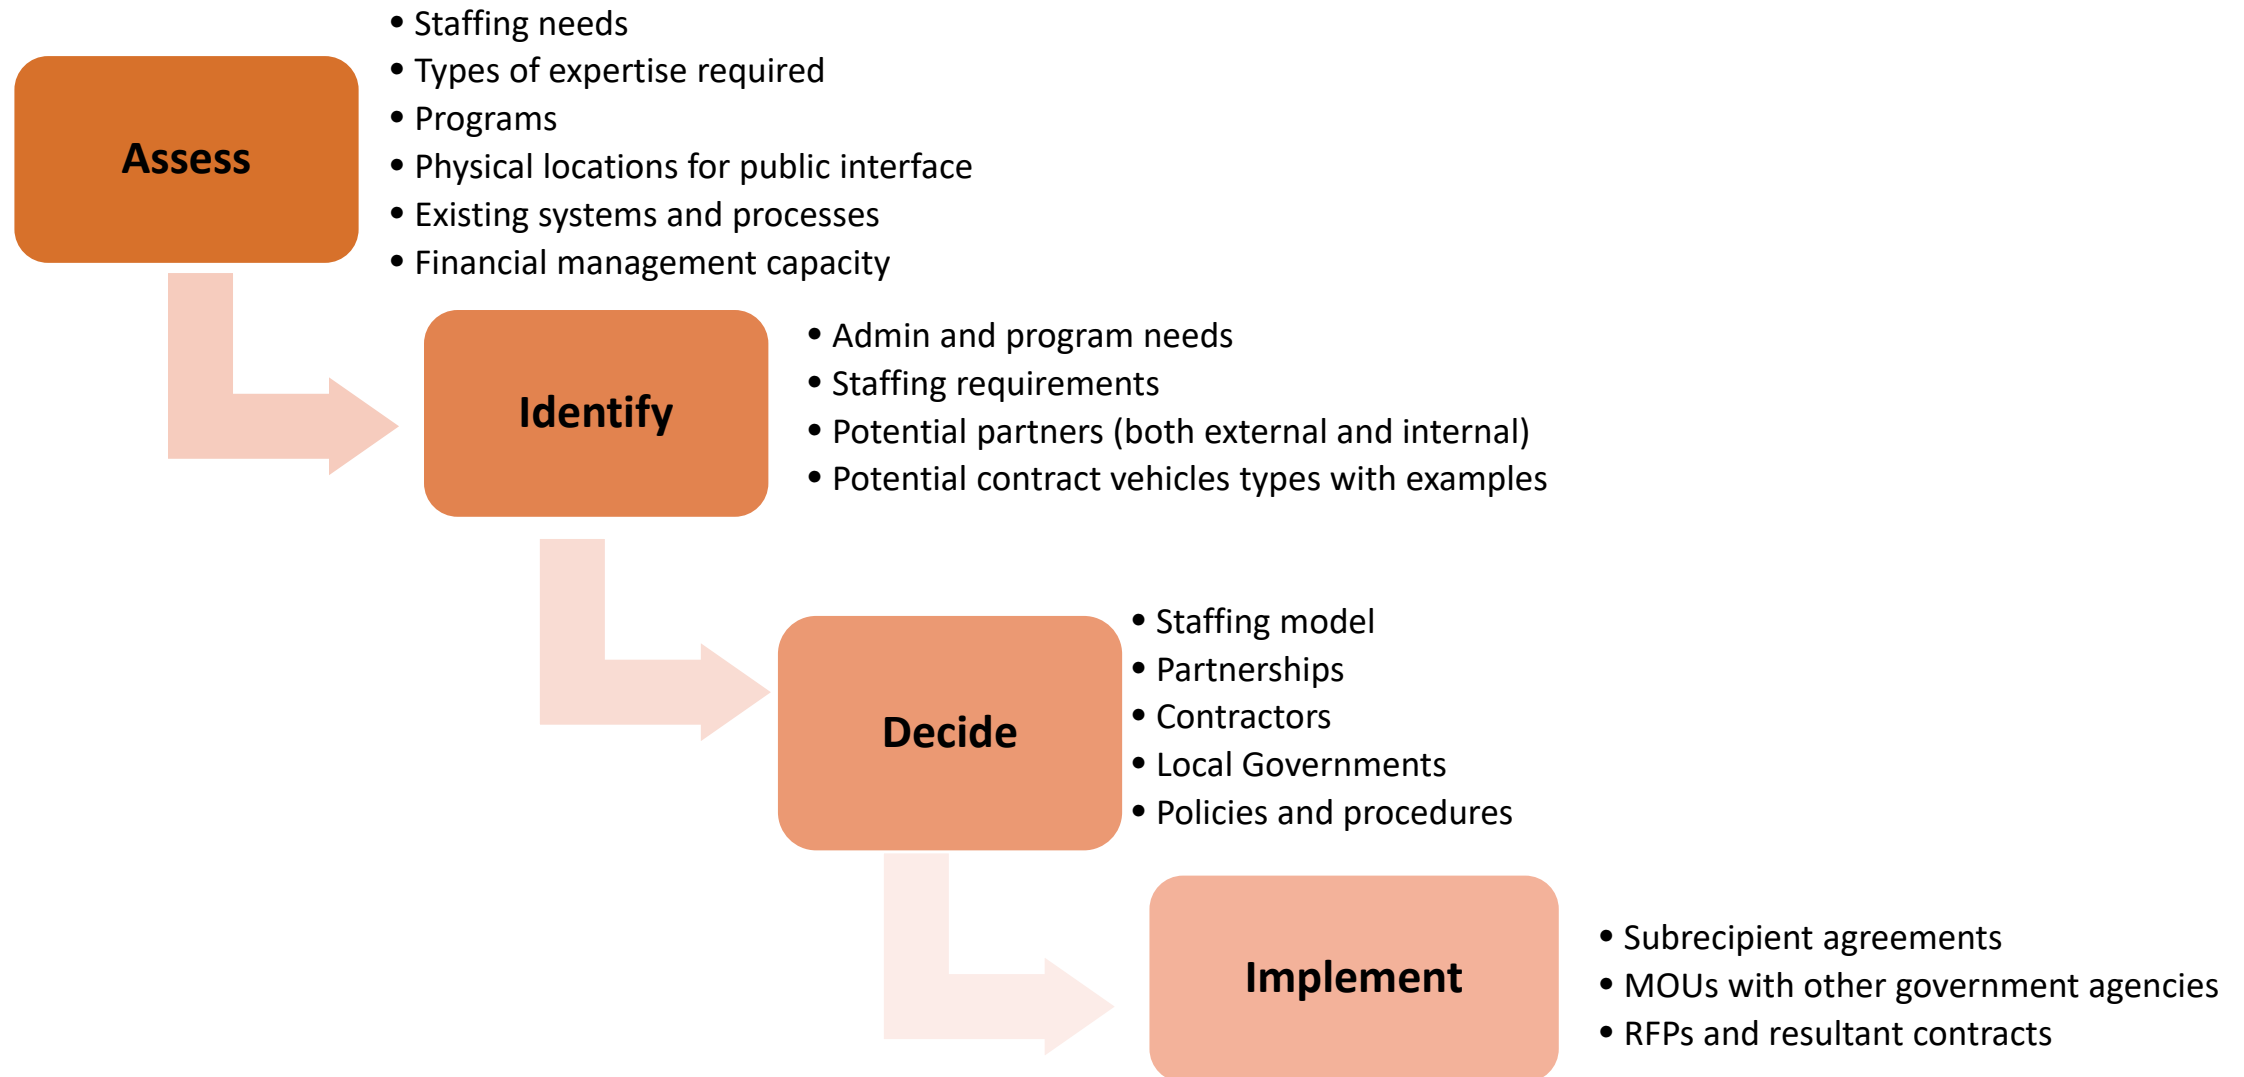 Assess
• Staffing needs
• Types of expertise required
• Programs
• Physical locations for public interface
• Existing systems and processes
• Financial management capacity
Identify
• Admin and program needs
• Staffing requirements
• Potential partners (both external and internal)
• Potential contract vehicles types with examples
Decide
• Staffing model
• Partnerships
• Contractors
• Local Governments
• Policies and procedures
Implement
• Subrecipient agreements
• MOUs with other government agencies
• RFPs and resultant contracts